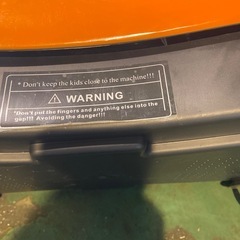 * Don't keep the kids close to the machine!!!
WARNING
*Don't put the fingers and anything else into the
gap!!! Avoiding the danger!!!